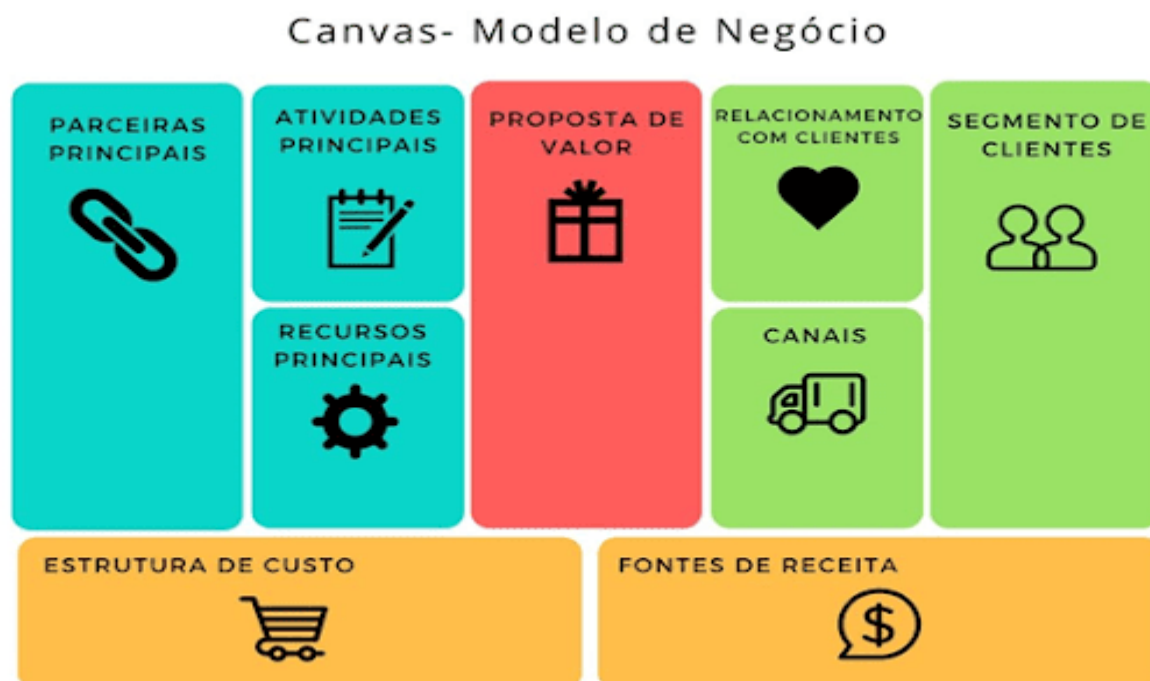 Canvas- Modelo de Negócio
PARCEIRAS
PRINCIPAIS
ATIVIDADES
PRINCIPAIS
RECURSOS
PRINCIPAIS
PROPOSTA DE
VALOR
RELACIONAMENTO
COM CLIENTES
CANAIS
SEGMENTO DE
CLIENTES
ESTRUTURA DE CUSTO
FONTES DE RECEITA
$